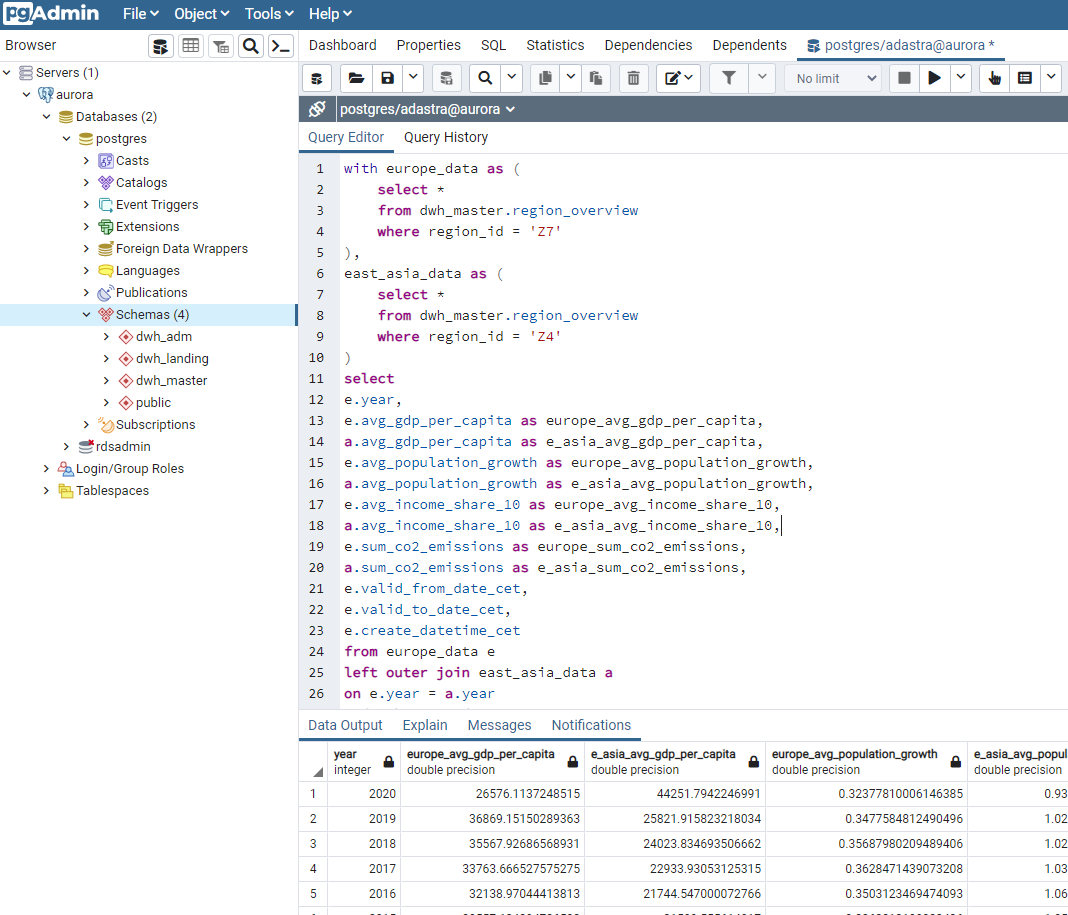 pgAdmin File Object Tools Help
Browser
Dashboard Properties SQL Statistics Dependencies Dependents postgres/adastra@aurora *
Servers (1)
aurora
Databases (2)
postgres
Casts
Catalogs
Event Triggers
Extensions
Foreign Data Wrappers
Languages
Publications
Schemas (4)
dwh_adm
dwh_landing
dwh_master
public
Subscriptions
rdsadmin
Login/Group Roles
Tablespaces
No limit
postgres/adastra@aurora
Query Editor Query History
1 with europe_data as (
2 select *
3 from dwh_master.region_overview
4 where region_id = 'Z7'
5 ),
6 east_asia_data as (
7 select *
8 from dwh_master.region_overview
9 where region_id = 'Z4'
10 )
11 select
12 e.year,
13 e.avg_gdp_per_capita as europe_avg_gdp_per_capita,
14 a.avg_gdp_per_capita as e_asia_avg_gdp_per_capita,
15 e.avg_population_growth as europe_avg_population_growth,
16 a.avg_population_growth as e_asia_avg_population_growth,
17 e.avg_income_share_10 as europe_avg_income_share_10,
18 a.avg_income_share_10 as e_asia_avg_income_share_10,
19 e.sum_co2_emissions as europe_sum_co2_emissions,
20 a.sum_co2_emissions as e_asia_sum_co2_emissions,
21 e.valid_from_date_cet,
22 e.valid_to_date_cet,
23 e.create_datetime_cet
24 from europe_data e
25 left outer join east_asia_data a
26 on e.year = a.year
Data Output Explain Messages Notifications
year europe_avg_gdp_per_capita e_asia_avg_gdp_per_capita europe_avg_population_growth e_asia_avg_popul
integer double precision double precision double precision double precision
1 2020 26576.1137248515 44251.7942246991 0.32377810006146385 0.93
2 2019 36869.15150289363 25821.915823218034 0.3477584812490496 1.02
3 2018 35567.92686568931 24023.834693506662 0.35687980209489406 1.02
4 2017 33763.666527575275 22933.93053125315 0.3628471439073208 1.03
5 2016 32138.97044413813 21744.547000072766 0.3503123469474093 1.06